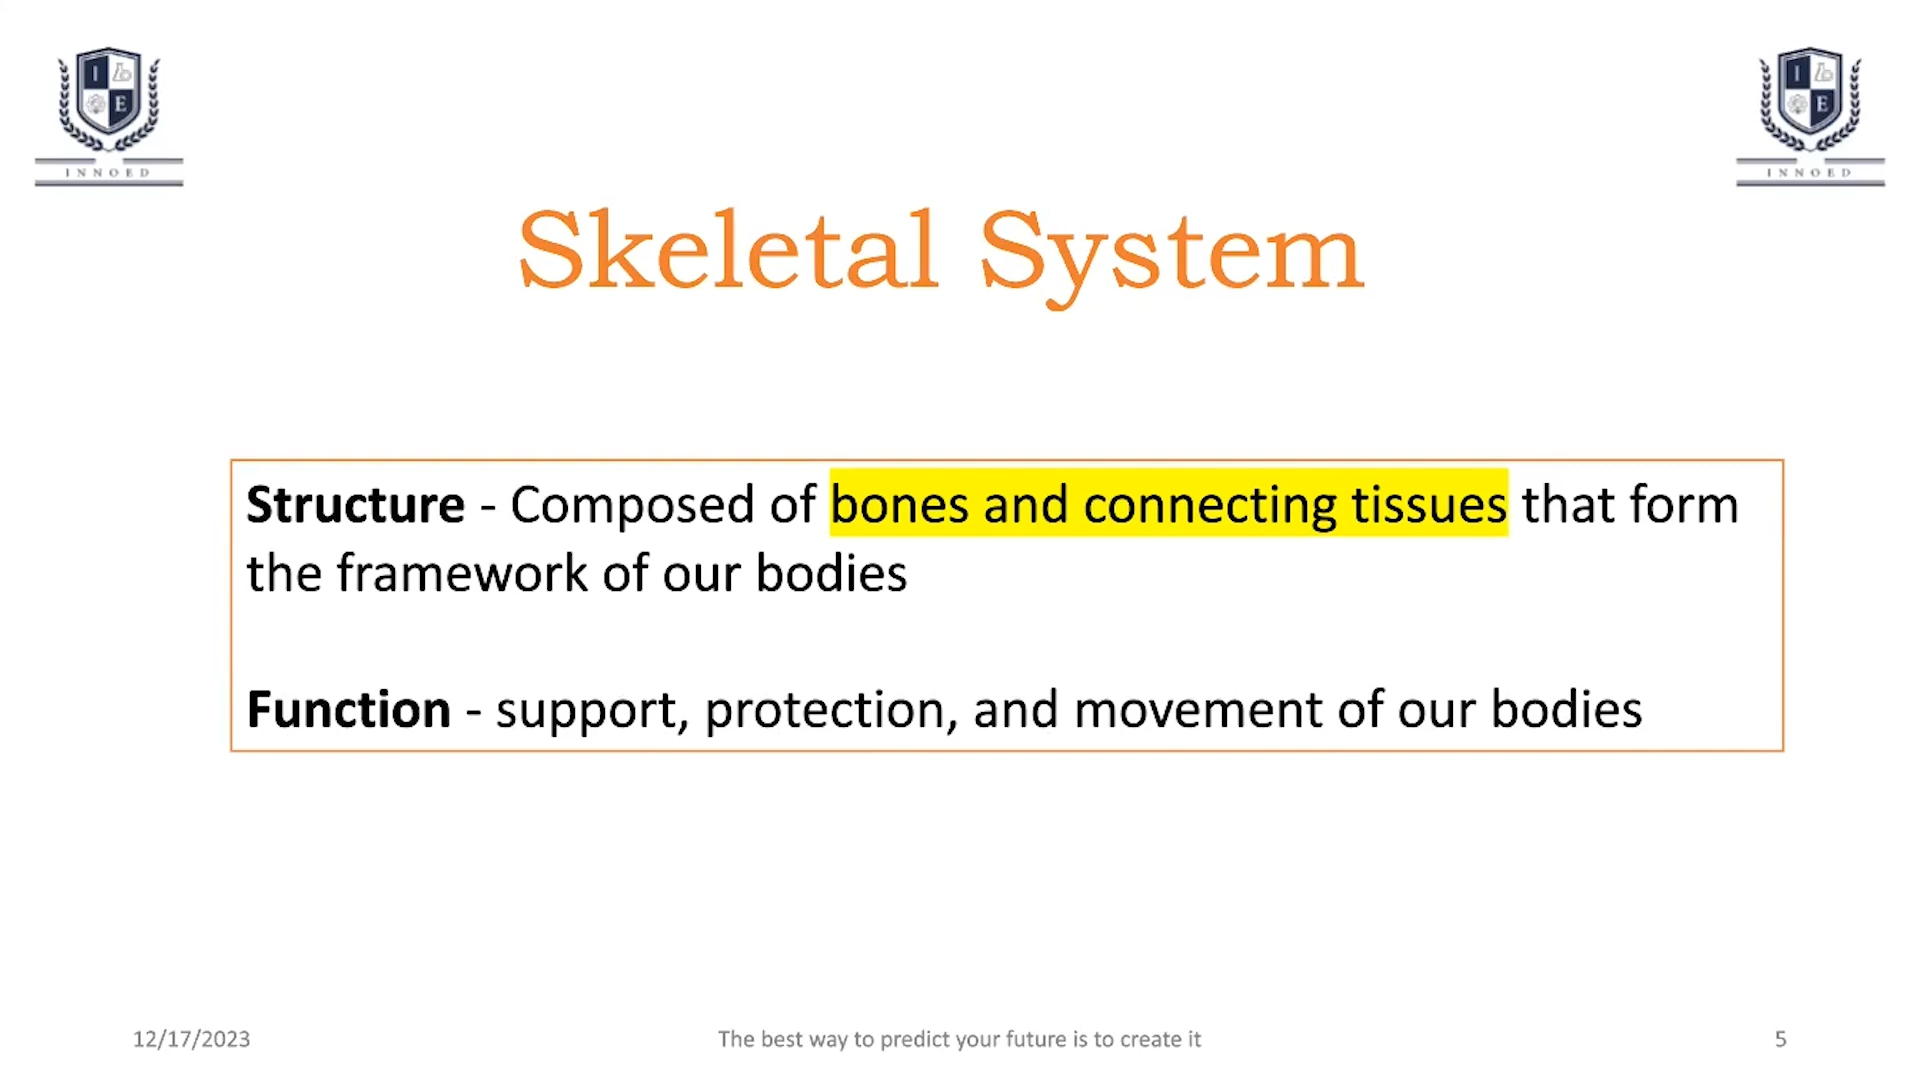 I
E
INNOED
I
E
INNOED
Skeletal System
Structure - Composed of bones and connecting tissues that form
the framework of our bodies
Function - support, protection, and movement of our bodies
12/17/2023
The best way to predict your future is to create it
5